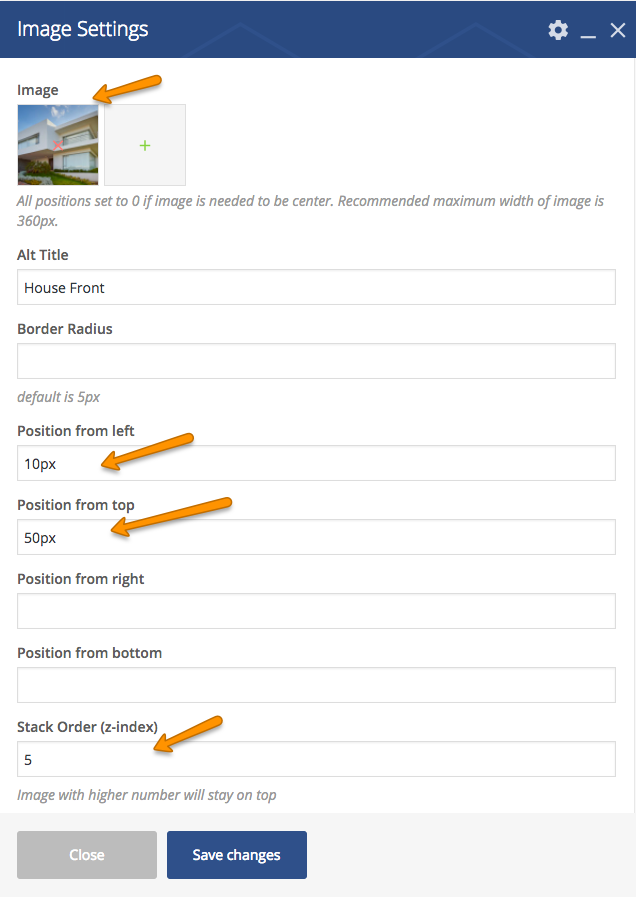 Image Settings
Image
All positions set to 0 if image is needed to be center. Recommended maximum width of image is
360px.
Alt Title
House Front
Border Radius
default is 5px
Position from left
10px
Position from top
50px
Position from right
Position from bottom
Stack Order (z-index)
5
Image with higher number will stay on top
Close
Save changes